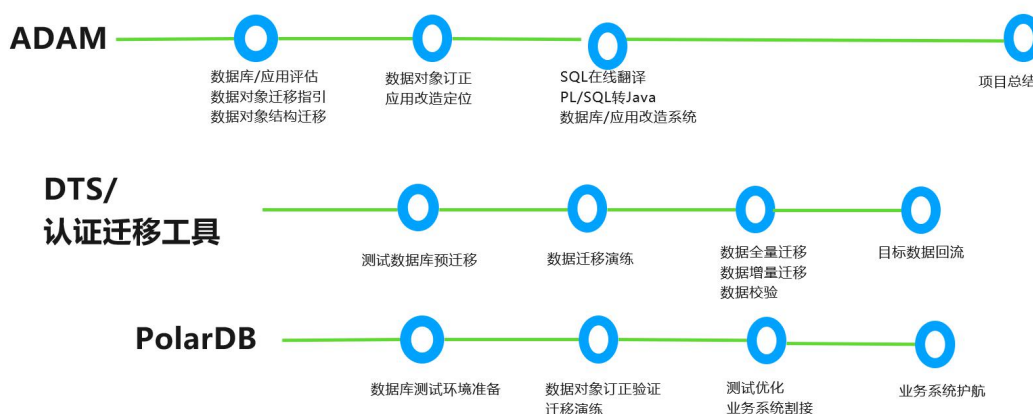 ADAM
数据库/应用评估
数据对象迁移指引
数据对象结构迁移
数据对象订正
应用改造定位
SQL在线翻译
PL/SQL转Java
数据库/应用改造系统
项目总结
DTS/
认证迁移工具
测试数据库预迁移
数据迁移演练
数据全量迁移
数据增量迁移
数据校验
目标数据回流
PolarDB
数据库测试环境准备
数据对象订正验证
迁移演练
测试优化
业务系统割接
业务系统护航